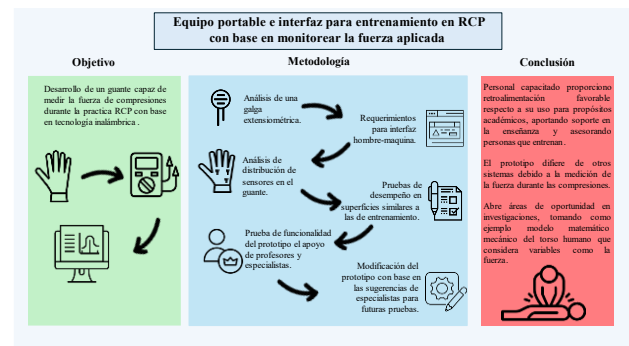 Equipo portable e interfaz para entrenamiento en RCP
con base en monitorear la fuerza aplicada
Objetivo
Desarrollo de un guante capaz de
medir la fuerza de compresiones
durante la practica RCP con base
en tecnología inalámbrica .
Metodología
Análisis de una
galga
extensiométrica.
Requerimientos
para interfaz
hombre-maquina.
Análisis de
distribución de
sensores en el
guante.
Pruebas de
desempeño en
superficies similares a
las de entrenamiento.
Prueba de funcionalidad
del prototipo el apoyo
de profesores y
especialistas.
Modificación del
prototipo con base en
las sugerencias de
especialistas para
futuras pruebas.
Conclusión
Personal capacitado proporciono
retroalimentación favorable
respecto a su uso para propósitos
académicos, aportando soporte en
la enseñanza y asesorando
personas que entrenan.
El prototipo difiere de otros
sistemas debido a la medición de
la fuerza durante las compresiones.
Abre áreas de oportunidad en
investigaciones, tomando como
ejemplo modelo matemático
mecánico del torso humano que
considera variables como la
fuerza.